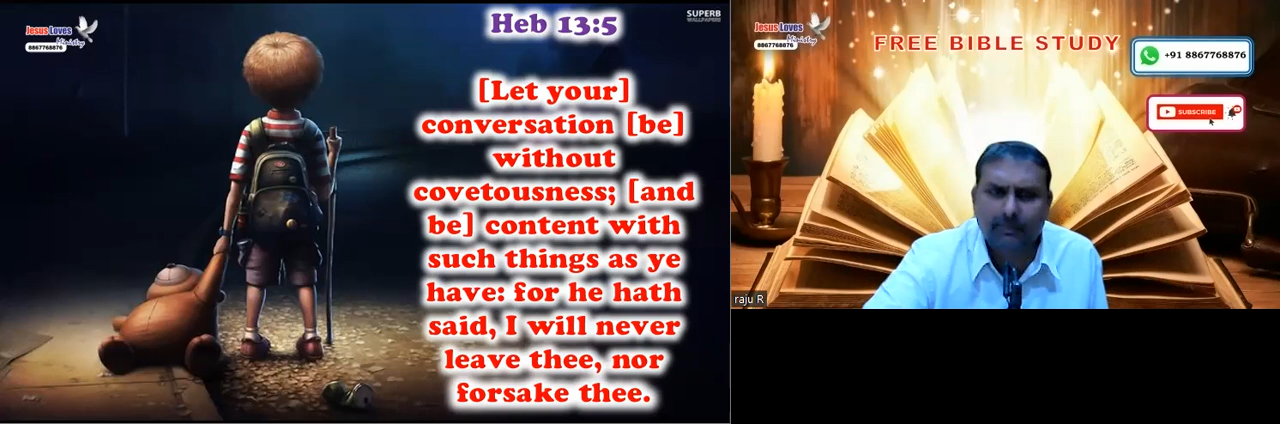 Jesus Loves
Ministry
8867768876
Heb 13:5
SUPERB
WALLPAPERS
[Let your]
conversation [be]
without
covetousness; [and
be] content with
such things as ye
have: for he hath
said, I will never
leave thee, nor
forsake thee.
Jesus Loves
Ministry
8867768876
FREE BIBLE STUDY
+91 8867768876
SUBSCRIBE
raju R